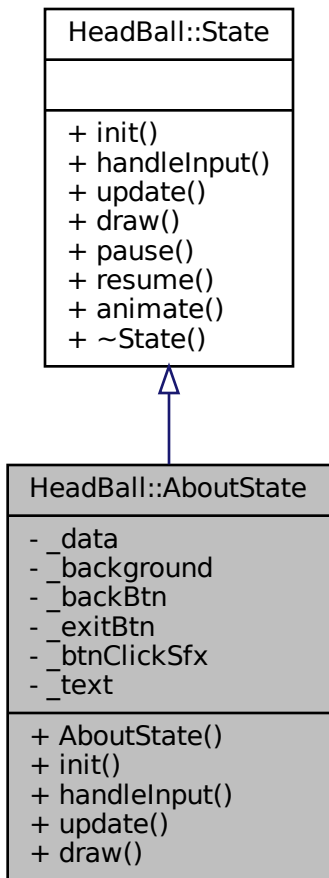 HeadBall::State
+ init()
+ handleInput()
+ update()
+ draw()
+ pause()
+ resume()
+ animate()
+ ~State()
HeadBall::AboutState
- _data
- _background
- _backBtn
- _exitBtn
- _btnClickSfx
- _text
+ AboutState()
+ init()
+ handleInput()
+ update()
+ draw()